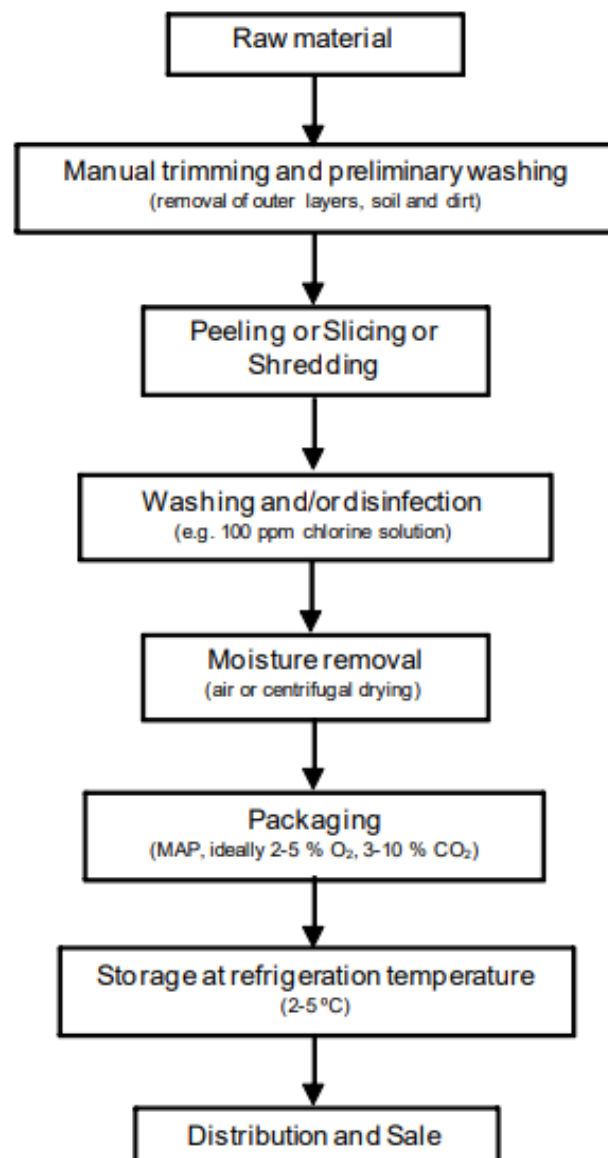 Raw material
Manual trimming and preliminary washing
(removal of outer layers, soil and dirt)
Peeling or Slicing or
Shredding
Washing and/or disinfection
(e.g. 100 ppm chlorine solution)
Moisture removal
(air or centrifugal drying)
Packaging
(MAP, ideally 2-5 % O₂, 3-10 % CO₂)
Storage at refrigeration temperature
(2-5 ºC)
Distribution and Sale